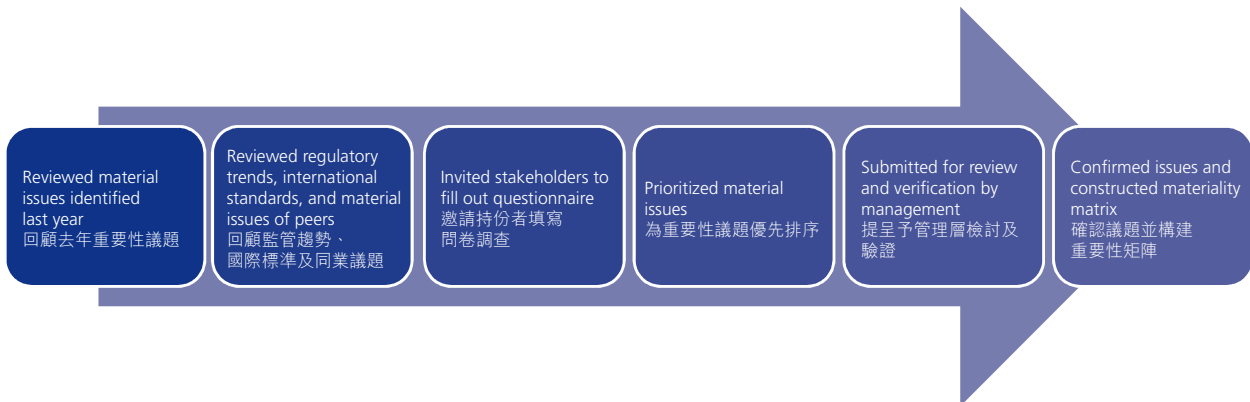 Reviewed material
issues identified
last year
回顧去年重要性議題
Reviewed regulatory
trends, international
standards, and material
issues of peers
回顧監管趨勢、
國際標準及同業議題
Invited stakeholders to
fill out questionnaire
邀請持份者填寫
問卷調查
Prioritized material
issues
為重要性議題優先排序
Submitted for review
and verification by
management
提呈予管理層檢討及
驗證
Confirmed issues and
constructed materiality
matrix
確認議題並構建
重要性矩陣